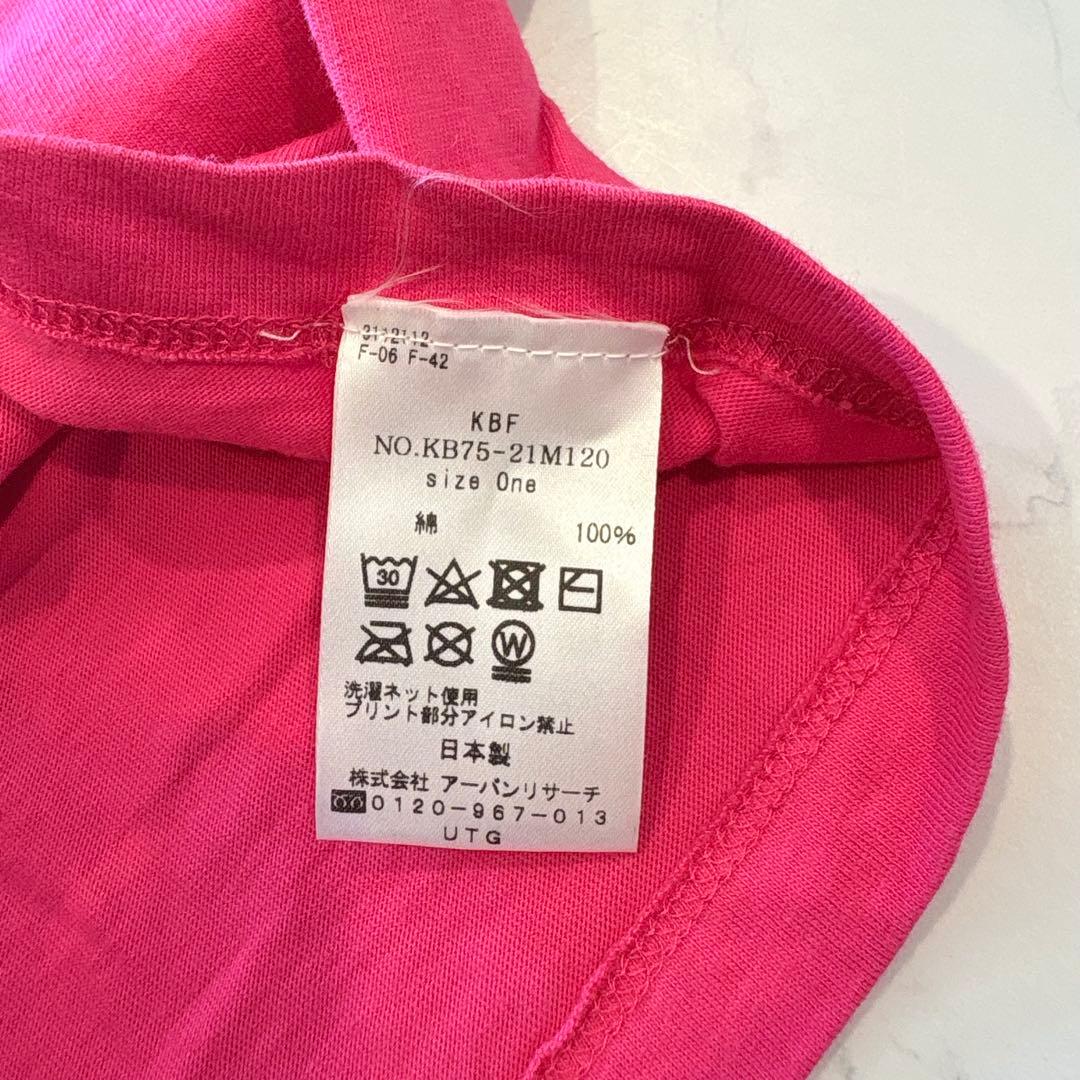 F-06 F-42
KBF
NO.KB75-21M120
size One
綿 100%
30
W
洗濯ネット使用
プリント部分アイロン禁止
日本製
株式会社 アーバンリサーチ
0120-967-013
UTG